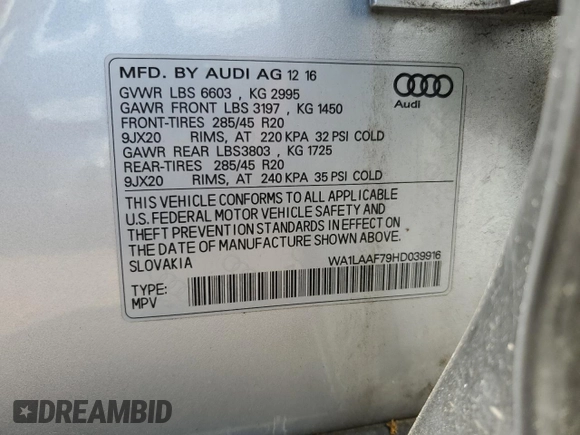 MFD. BY AUDI AG 12 16
GVWR LBS 6603 , KG 2995
GAWR FRONT LBS 3197 , KG 1450
FRONT-TIRES 285/45 R20
9JX20 RIMS, AT 220 KPA 32 PSI COLD
GAWR REAR LBS3803 , KG 1725
REAR-TIRES 285/45 R20
9JX20 RIMS, AT 240 KPA 35 PSI COLD
Audi
THIS VEHICLE CONFORMS TO ALL APPLICABLE
U.S. FEDERAL MOTOR VEHICLE SAFETY AND
THEFT PREVENTION STANDARDS IN EFFECT ON
THE DATE OF MANUFACTURE SHOWN ABOVE.
SLOVAKIA WA1LAAF79HD039916
TYPE:
MPV
DREAMBID